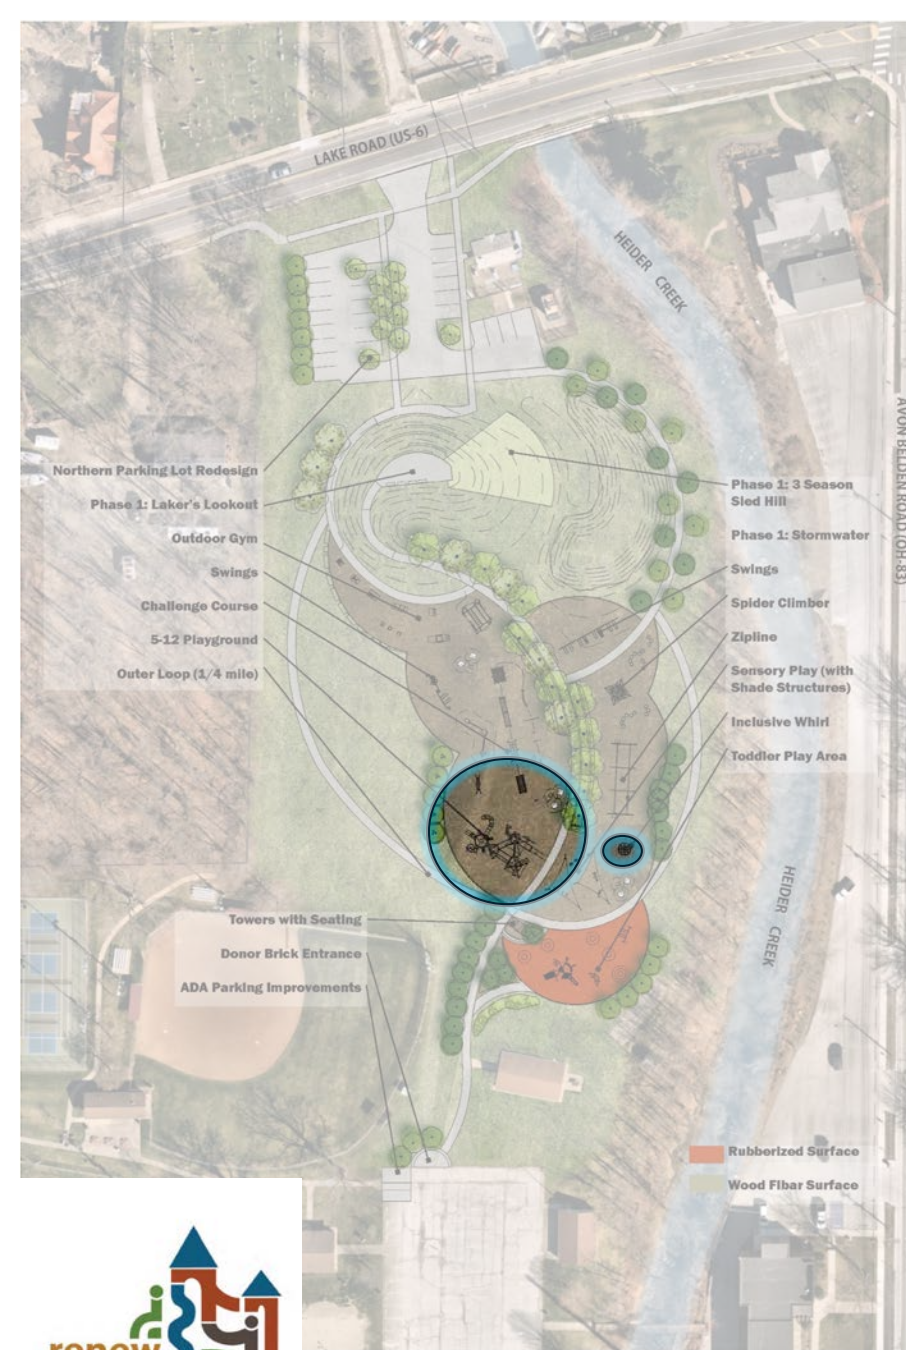 LAKE ROAD (US-6)
HEIDER CREEK
AVON BELDEN ROAD (OH-83)
Northern Parking Lot Redesign
Phase 1: Laker's Lookout
Outdoor Gym
Swings
Challenge Course
5-12 Playground
Outer Loop (1/4 mile)
Phase 1: 3 Season
Sled Hill
Phase 1: Stormwater
Swings
Spider Climber
Zipline
Sensory Play (with
Shade Structures)
Inclusive Whirl
Toddler Play Area
HEIDER CREEK
Towers with Seating
Donor Brick Entrance
ADA Parking Improvements
Rubberized Surface
Wood Fibar Surface
renew